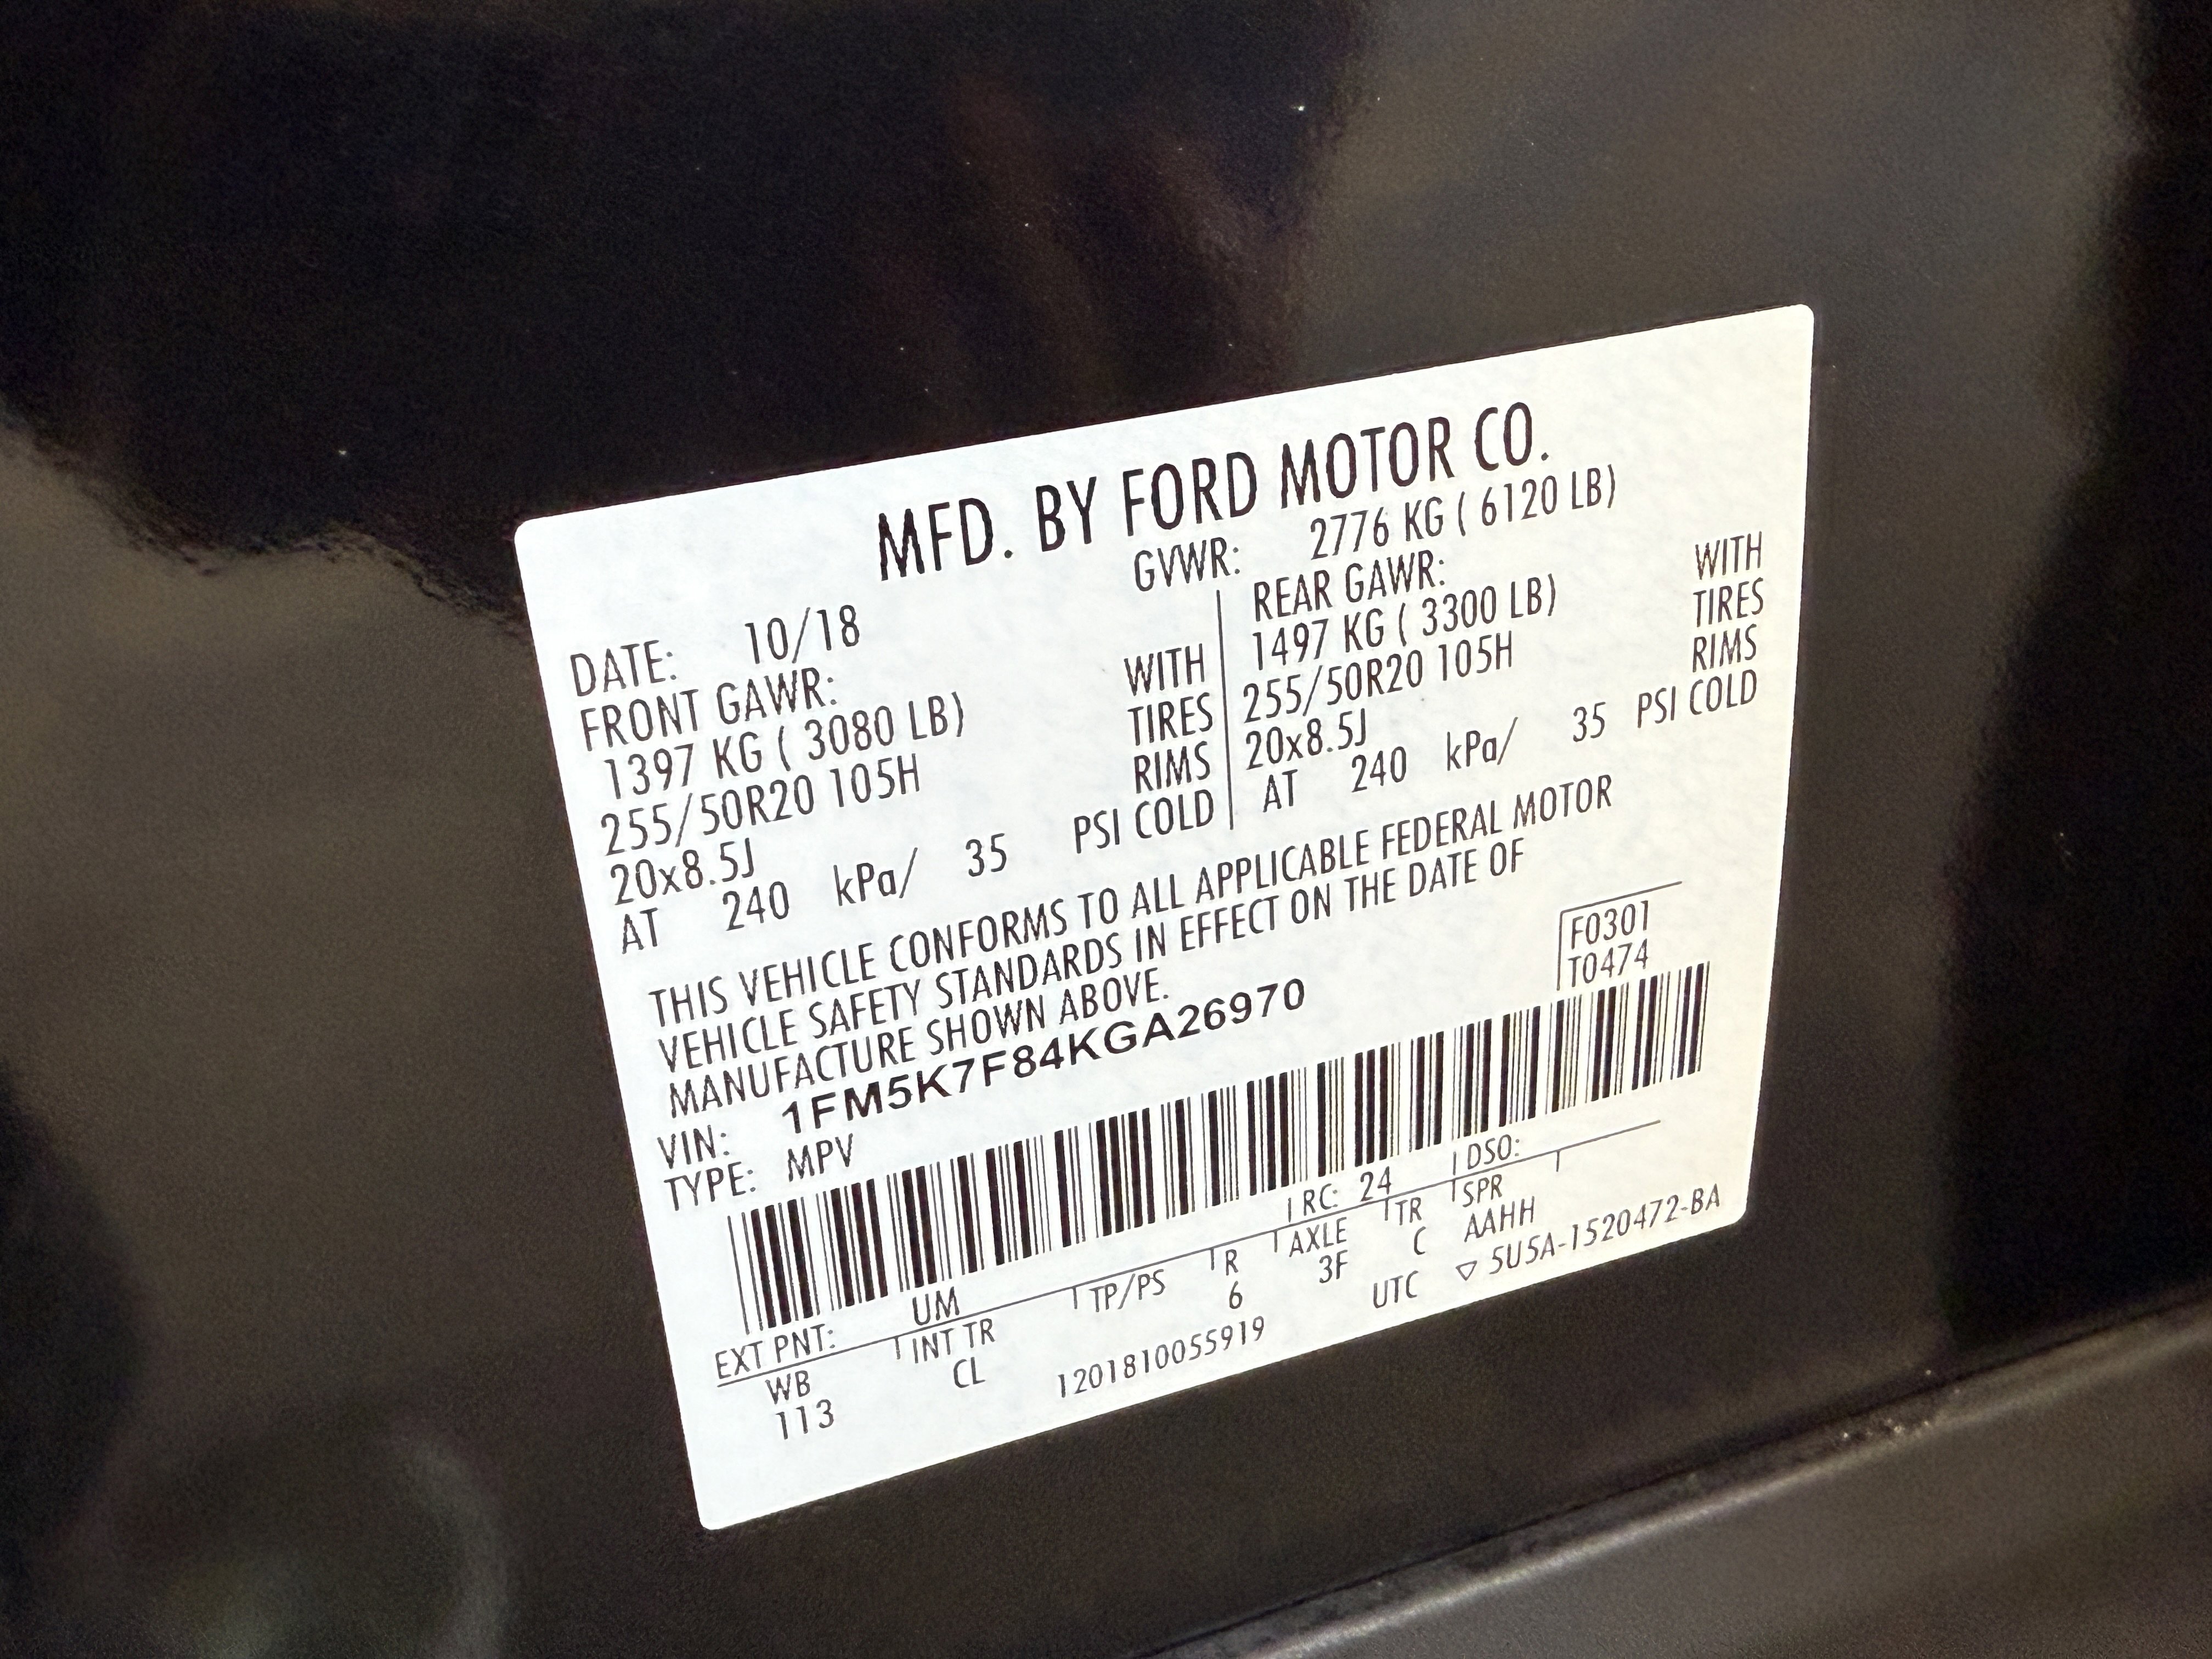 MFD. BY FORD MOTOR CO.
DATE: 10/18 GVWR: 2776 KG ( 6120 LB)
FRONT GAWR: REAR GAWR:
1397 KG ( 3080 LB) WITH 1497 KG ( 3300 LB) WITH
255/50R20 105H TIRES 255/50R20 105H TIRES
20x8.5J RIMS 20x8.5J RIMS
AT 240 kPa/ 35 PSI COLD AT 240 kPa/ 35 PSI COLD
THIS VEHICLE CONFORMS TO ALL APPLICABLE FEDERAL MOTOR
VEHICLE SAFETY STANDARDS IN EFFECT ON THE DATE OF
MANUFACTURE SHOWN ABOVE.
F0301
T0474
VIN: 1FM5K7F84KGA26970
TYPE: MPV
EXT PNT: UM RC: 24 DSO:
WB INT TR TP/PS R AXLE TR SPR
113 CL 6 3F C AAHH
1201810055919 UTC ▽ 5U5A-1520472-BA